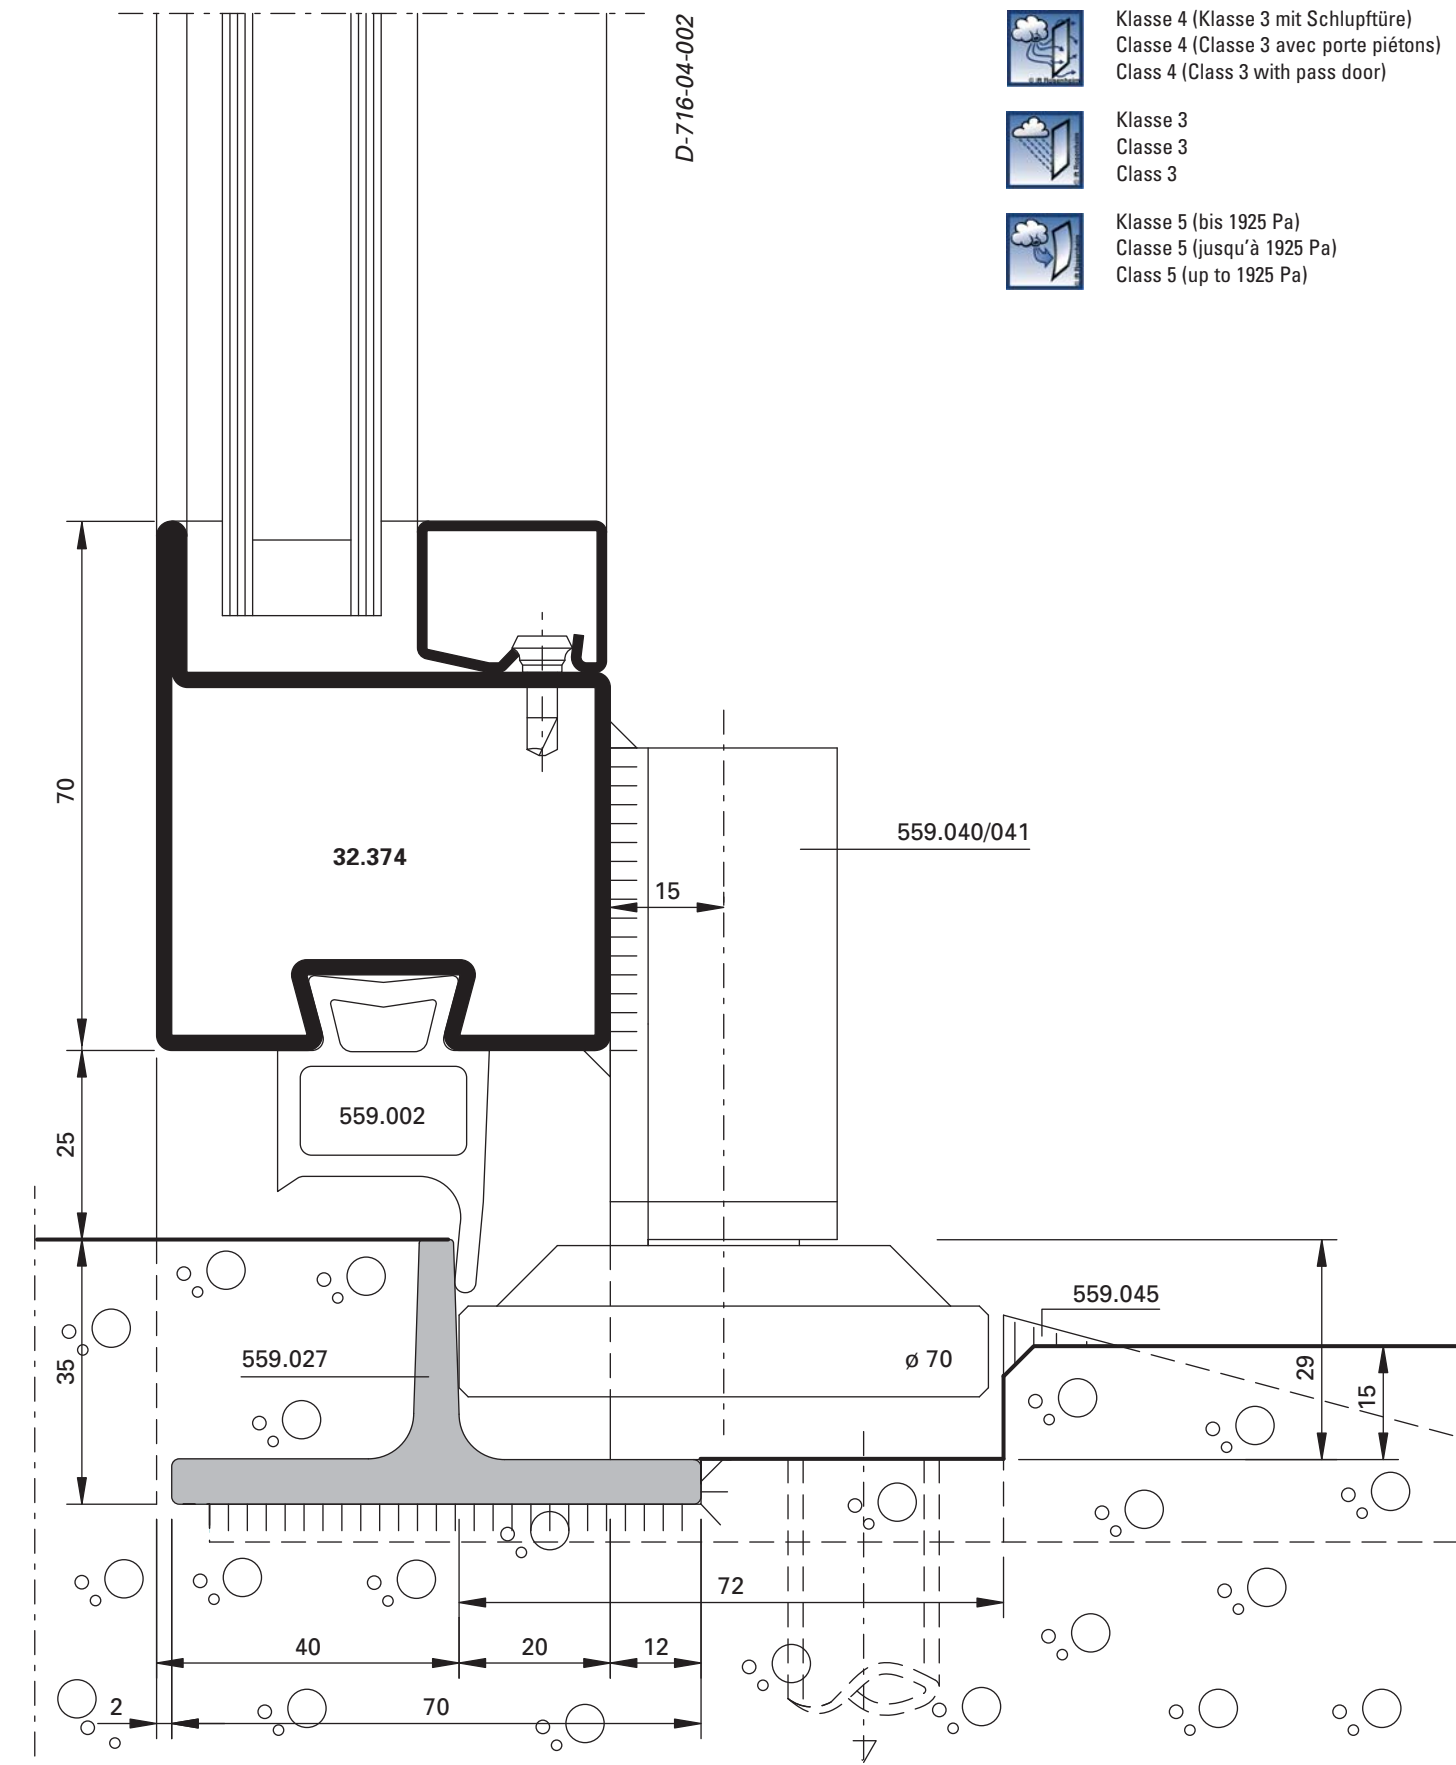 D-716-04-002
Klasse 4 (Klasse 3 mit Schlupftüre)
Classe 4 (Classe 3 avec porte piétons)
Class 4 (Class 3 with pass door)
Klasse 3
Classe 3
Class 3
Klasse 5 (bis 1925 Pa)
Classe 5 (jusqu'à 1925 Pa)
Class 5 (up to 1925 Pa)
70
559.040/041
32.374
15
25
559.002
559.045
35
559.027
ø 70
29
15
72
40
20
12
2
70